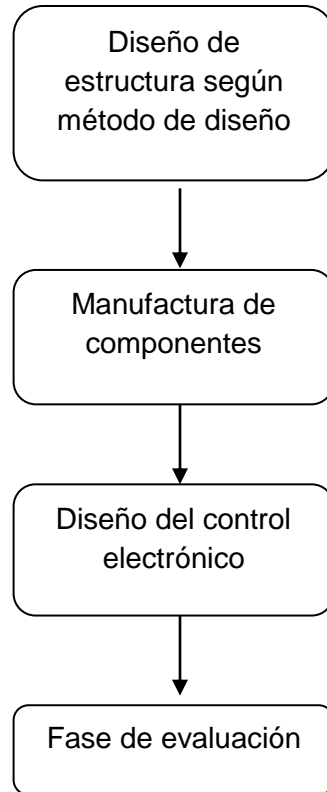 Diseño de
estructura según
método de diseño
Manufactura de
componentes
Diseño del control
electrónico
Fase de evaluación